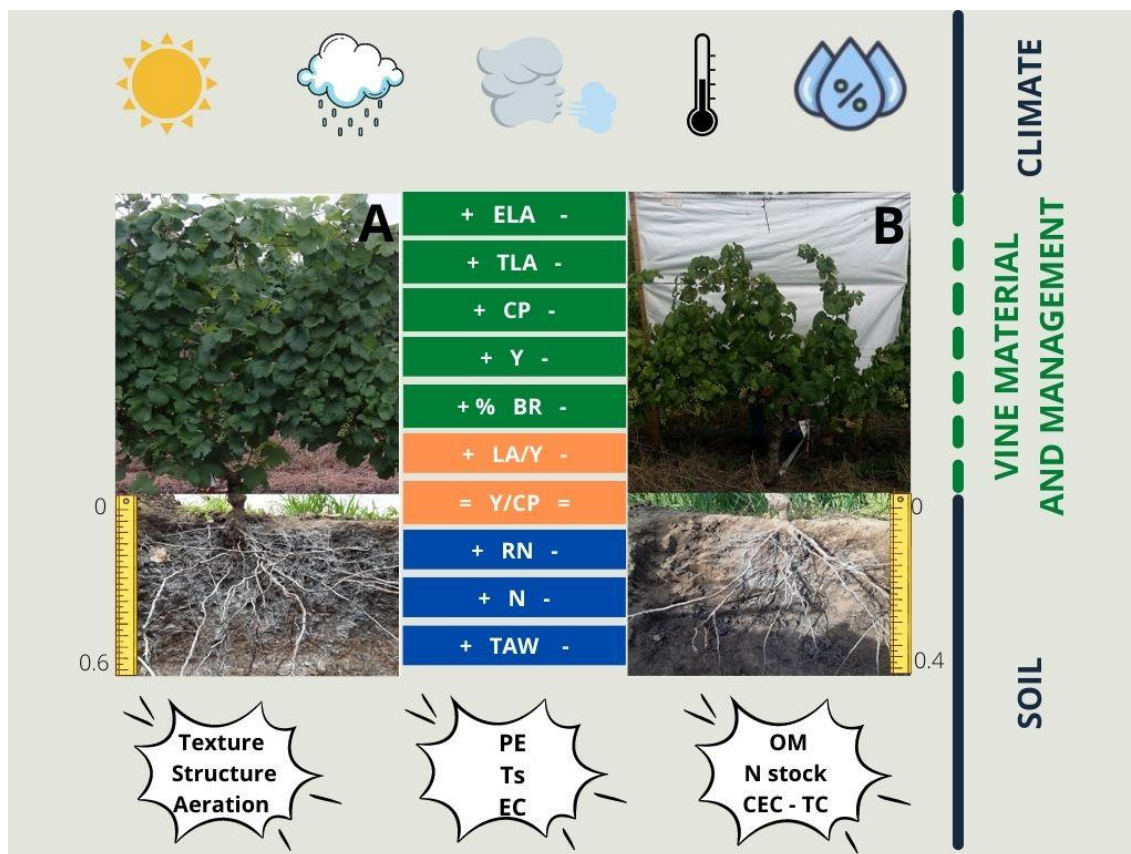 %
CLIMATE
A
B
+ ELA -
+ TLA -
+ CP -
+ Y -
+ % BR -
+ LA/Y -
= Y/CP =
+ RN -
+ N -
+ TAW -
VINE MATERIAL
AND MANAGEMENT
0
0.6
0
0.4
SOIL
Texture
Structure
Aeration
PE
Ts
EC
OM
N stock
CEC - TC